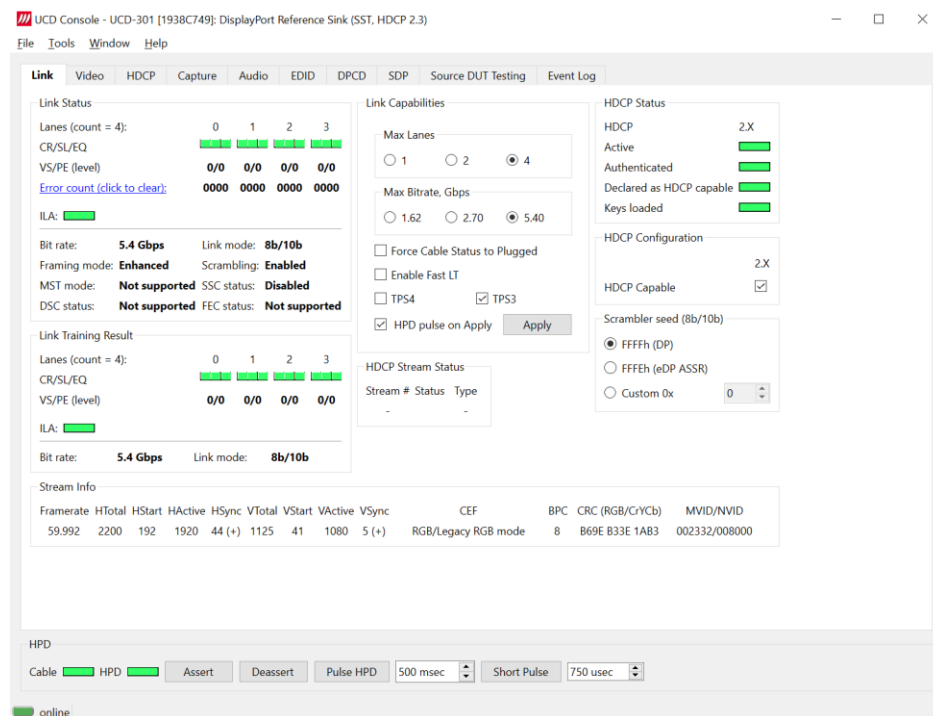 UCD Console - UCD-301 [1938C749]: DisplayPort Reference Sink (SST, HDCP 2.3)
File Tools Window Help
Link Video HDCP Capture Audio EDID DPCD SDP Source DUT Testing Event Log
Link Status
Lanes (count = 4): 0 1 2 3
CR/SL/EQ
VS/PE (level) 0/0 0/0 0/0 0/0
Error count (click to clear): 0000 0000 0000 0000
ILA:
Bit rate: 5.4 Gbps Link mode: 8b/10b
Framing mode: Enhanced Scrambling: Enabled
MST mode: Not supported SSC status: Disabled
DSC status: Not supported FEC status: Not supported
Link Training Result
Lanes (count = 4): 0 1 2 3
CR/SL/EQ
VS/PE (level) 0/0 0/0 0/0 0/0
ILA:
Bit rate: 5.4 Gbps Link mode: 8b/10b
Link Capabilities
Max Lanes
1 2 4
Max Bitrate, Gbps
1.62 2.70 5.40
Force Cable Status to Plugged
Enable Fast LT
TPS4 TPS3
HPD pulse on Apply Apply
HDCP Stream Status
Stream # Status Type
- -
HDCP Status
HDCP 2.X
Active
Authenticated
Declared as HDCP capable
Keys loaded
HDCP Configuration
2.X
HDCP Capable
Scrambler seed (8b/10b)
FFFFh (DP)
FFFEh (eDP ASSR)
Custom 0x 0
Stream Info
Framerate HTotal HStart HActive HSync VTotal VStart VActive VSync CEF BPC CRC (RGB/CrYCb) MVID/NVID
59.992 2200 192 1920 44 (+) 1125 41 1080 5 (+) RGB/Legacy RGB mode 8 B69E B33E 1AB3 002332/008000
HPD
Cable HPD Assert Deassert Pulse HPD 500 msec Short Pulse 750 usec
online